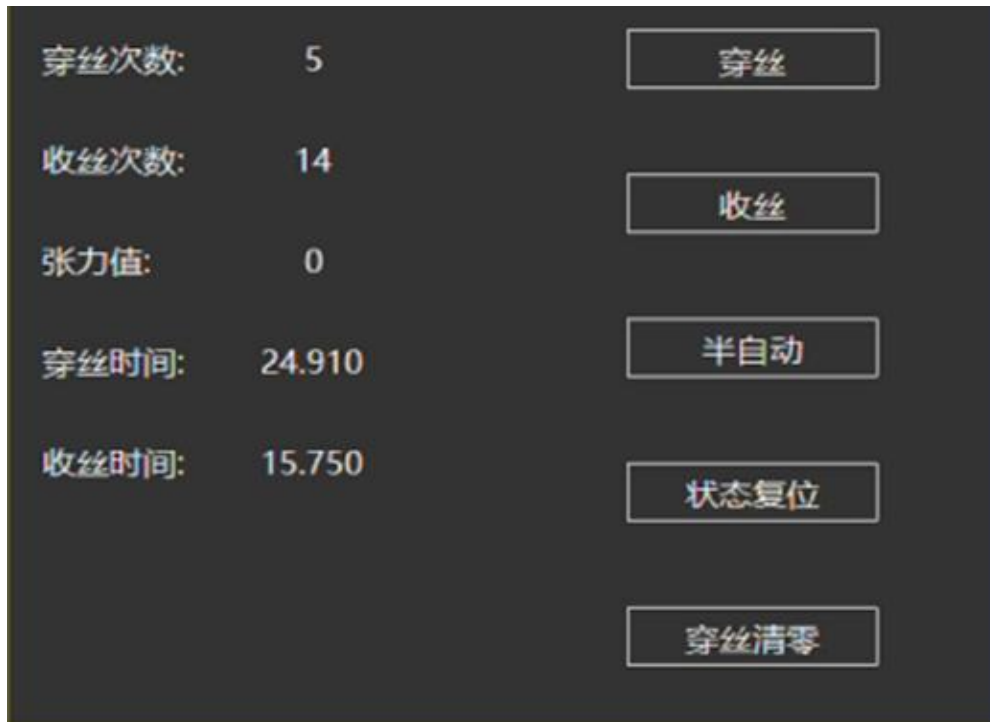 穿丝次数: 5
穿丝
收丝次数: 14
收丝
张力值: 0
半自动
穿丝时间: 24.910
收丝时间: 15.750
状态复位
穿丝清零